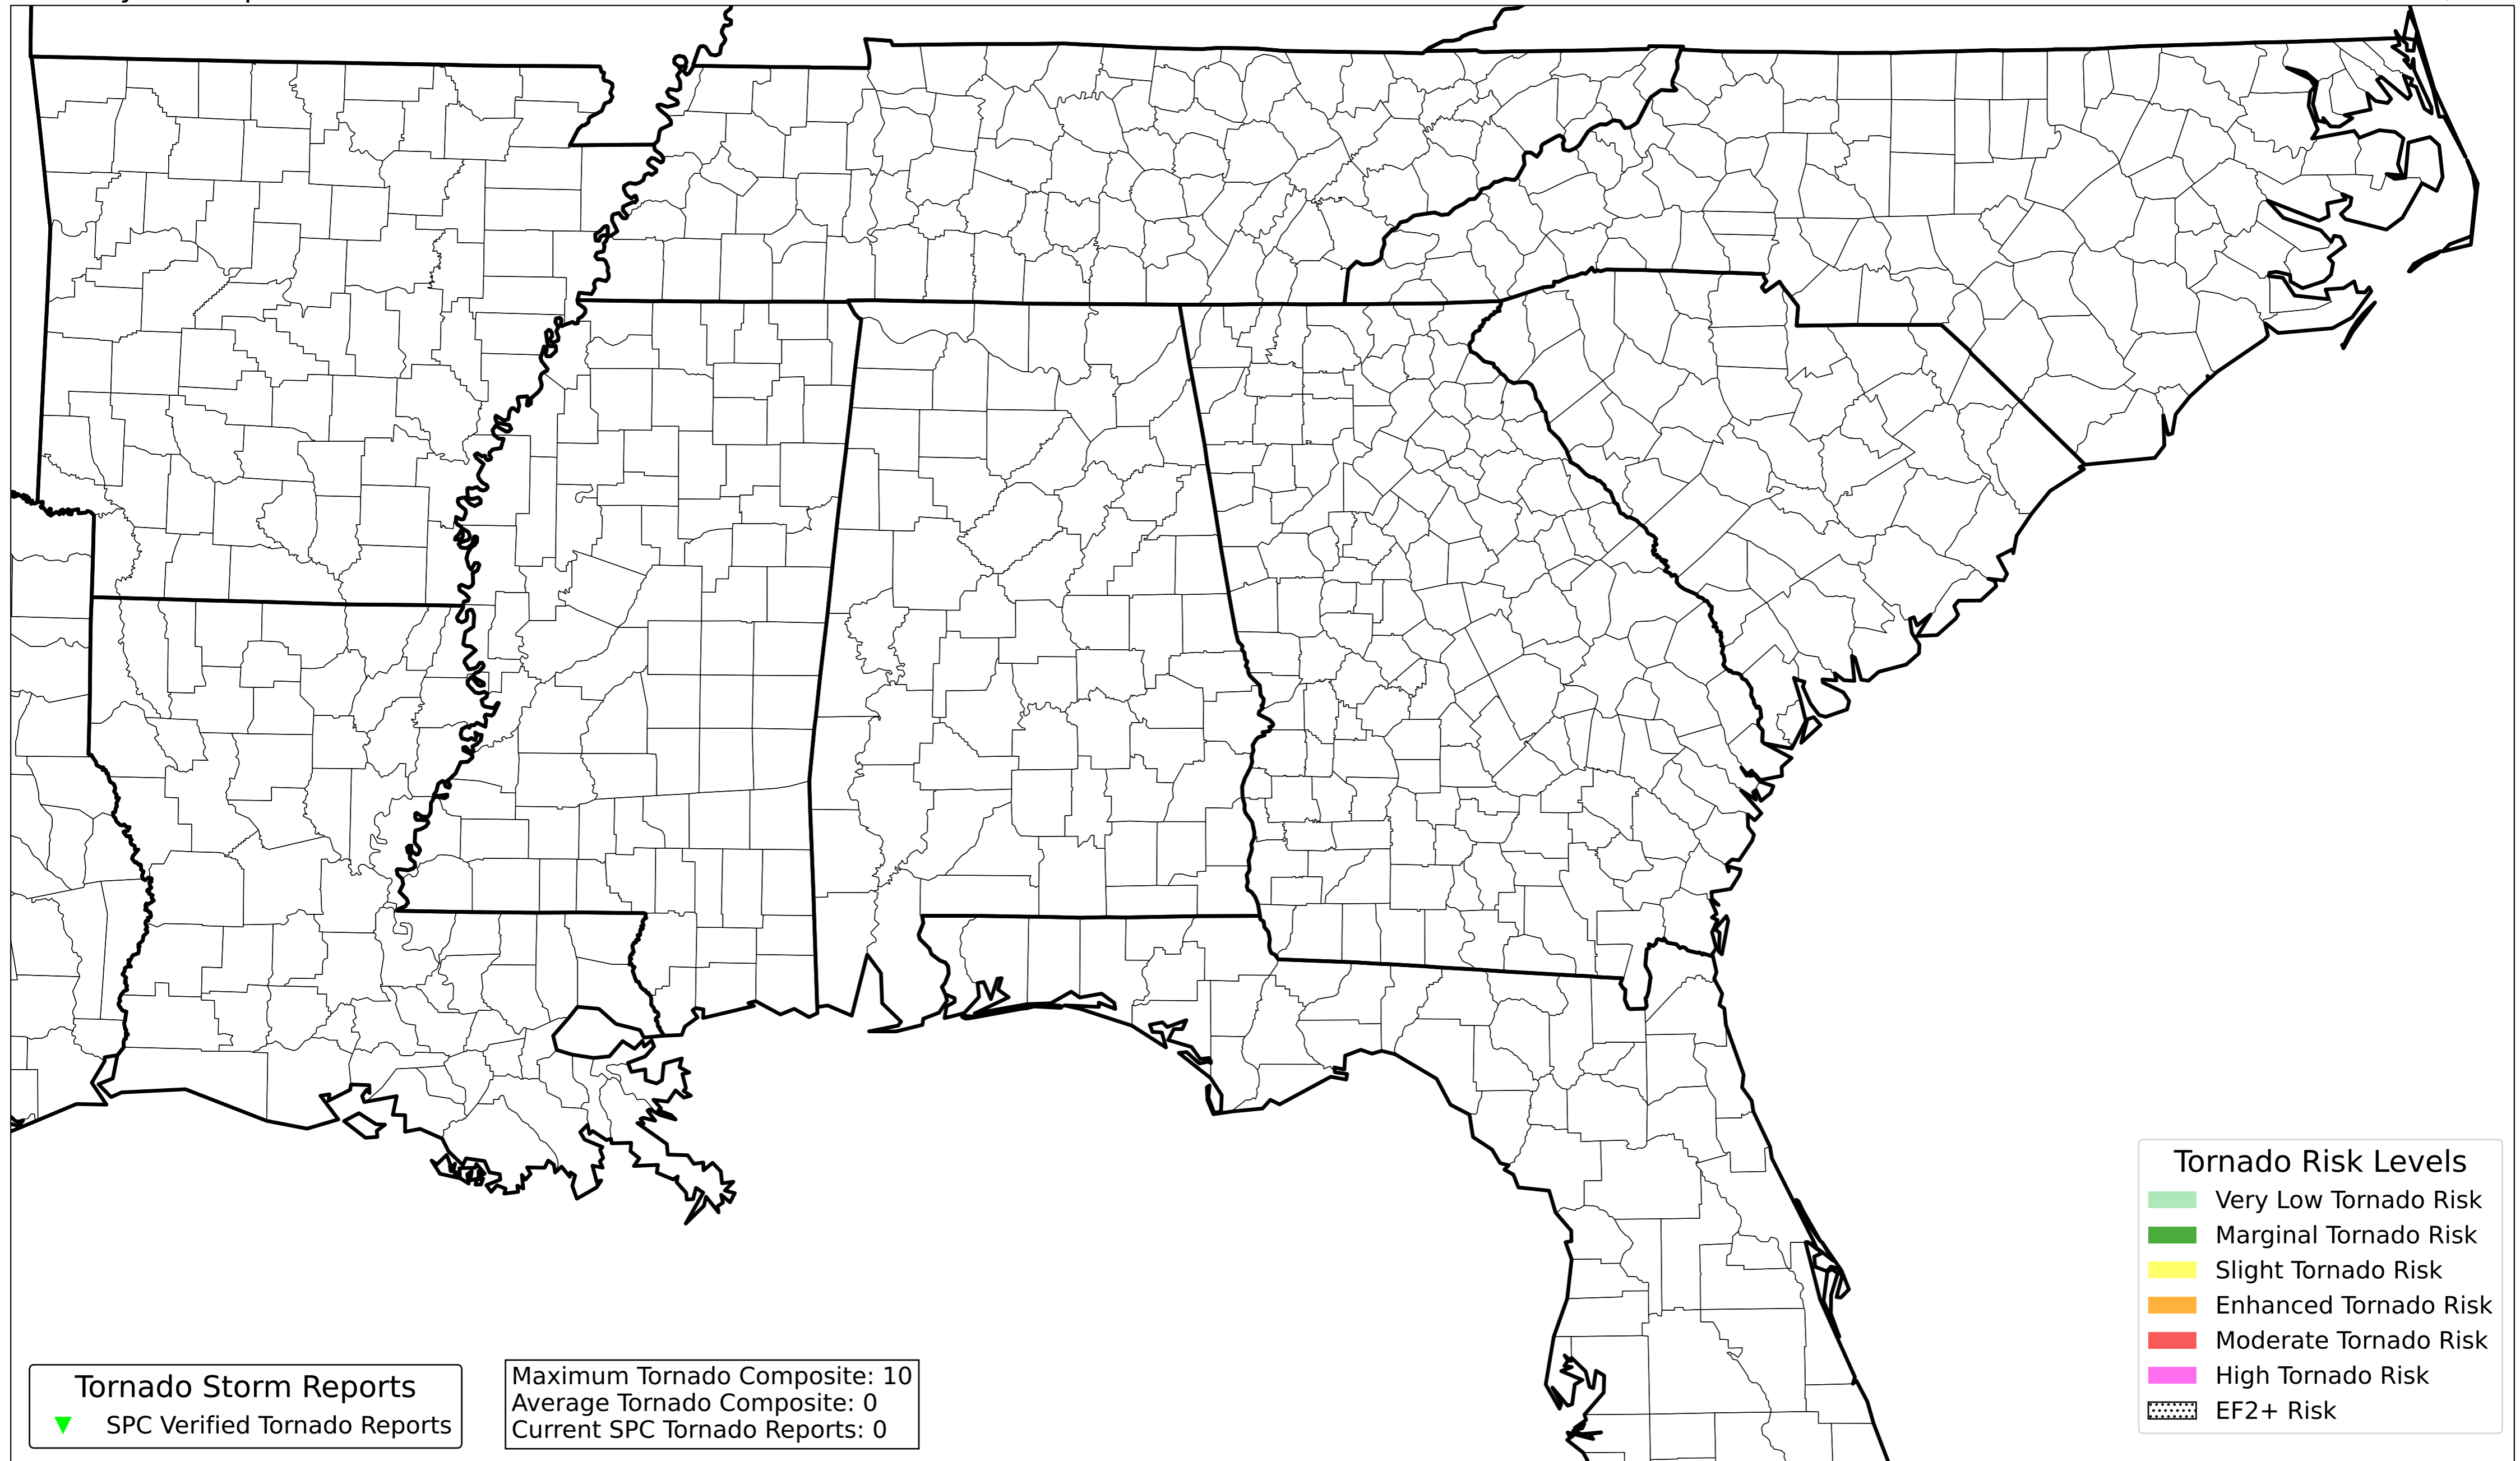 Tornado Risk Levels
Very Low Tornado Risk
Marginal Tornado Risk
Slight Tornado Risk
Enhanced Tornado Risk
Moderate Tornado Risk
High Tornado Risk
EF2+ Risk
Tornado Storm Reports
SPC Verified Tornado Reports
Maximum Tornado Composite: 10
Average Tornado Composite: 0
Current SPC Tornado Reports: 0